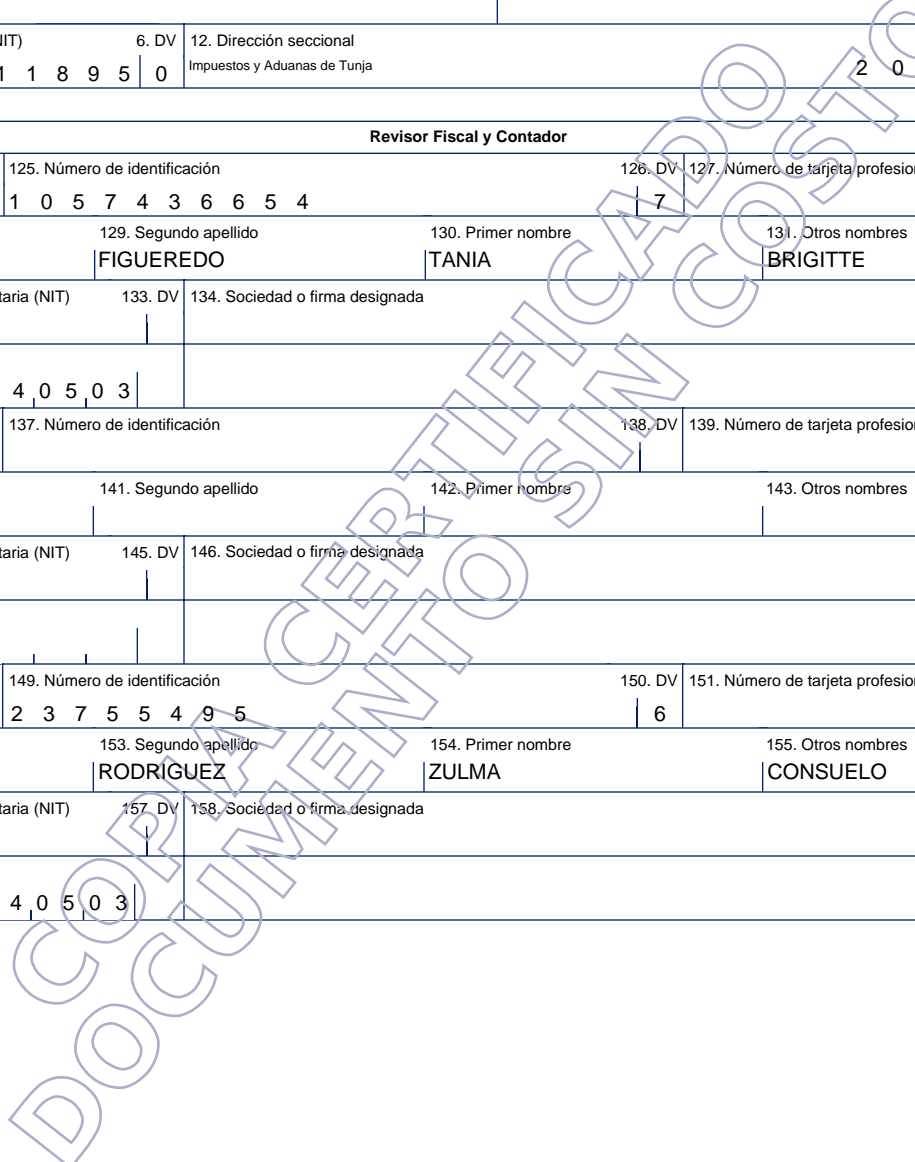 NIT) 6. DV 12. Dirección seccional
1 1 8 9 5 0 Impuestos y Aduanas de Tunja 2 0
Revisor Fiscal y Contador
125. Número de identificación 126. DV 127. Número de tarjeta profesion
1 0 5 7 4 3 6 6 5 4 7
129. Segundo apellido 130. Primer nombre 131. Otros nombres
FIGUEREDO TANIA BRIGITTE
taria (NIT) 133. DV 134. Sociedad o firma designada
4 0 5 0 3
137. Número de identificación 138. DV 139. Número de tarjeta profesion
141. Segundo apellido 142. Primer nombre 143. Otros nombres
taria (NIT) 145. DV 146. Sociedad o firma designada
149. Número de identificación 150. DV 151. Número de tarjeta profesion
2 3 7 5 5 4 9 5 6
153. Segundo apellido 154. Primer nombre 155. Otros nombres
RODRIGUEZ ZULMA CONSUELO
taria (NIT) 157. DV 158. Sociedad o firma designada
4 0 5 0 3
COPIA CERTIFICADO
DOCUMENTO SIN COSTO